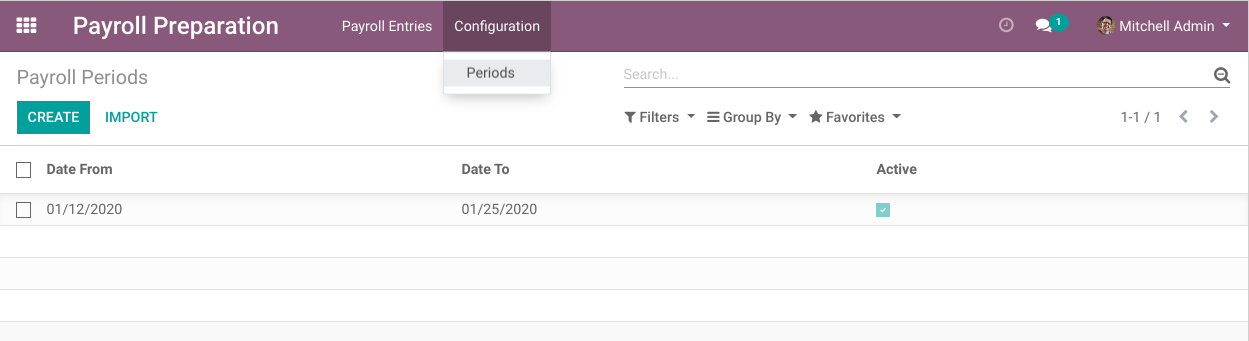 Payroll Preparation Payroll Entries Configuration 1 Mitchell Admin
Periods
Payroll Periods
Search...
CREATE IMPORT
Filters Group By Favorites 1-1 / 1
Date From Date To Active
01/12/2020 01/25/2020